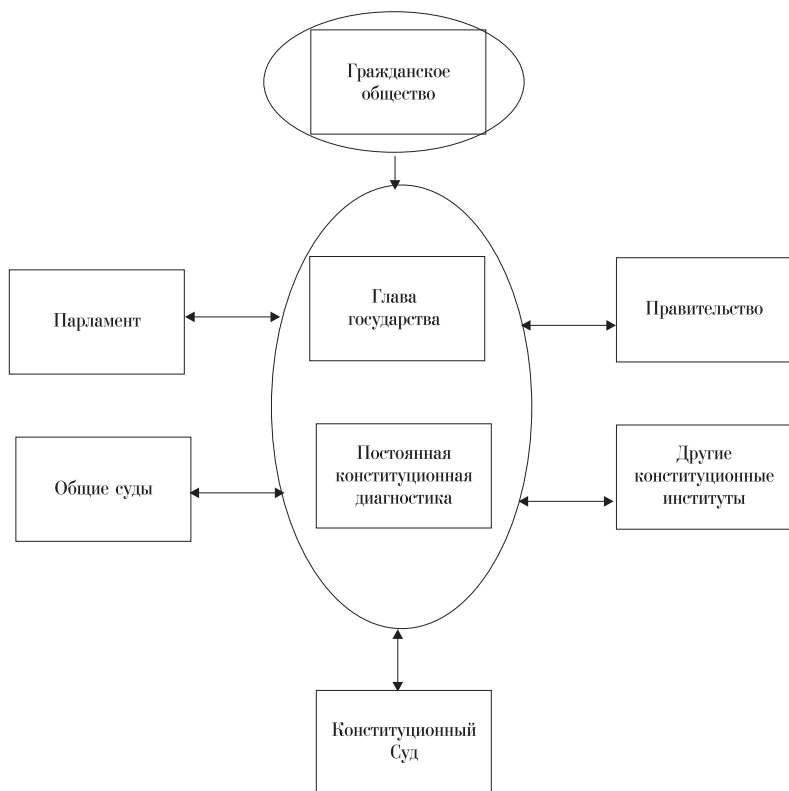 Гражданское
общество
Глава
государства
Парламент
Правительство
Постоянная
конституционная
диагностика
Общие суды
Другие
конституционные
институты
Конституционный
Суд